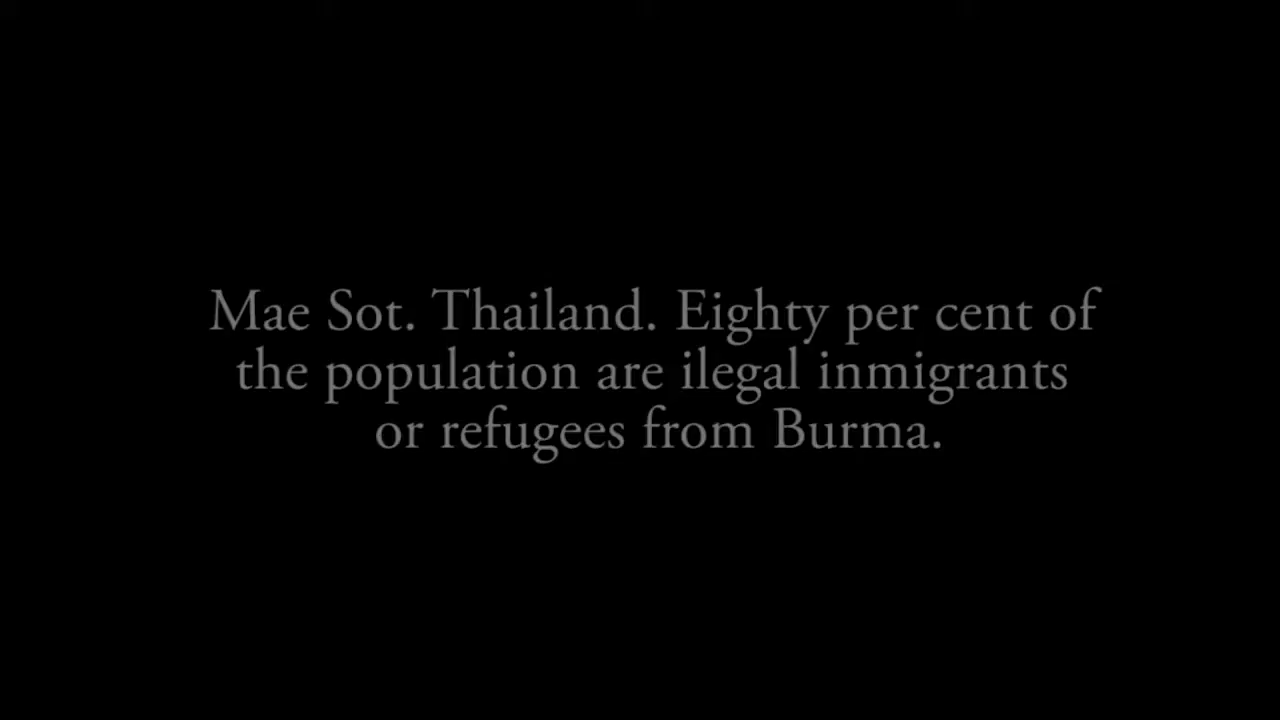 Mae Sot. Thailand. Eighty per cent of
the population are ilegal inmigrants
or refugees from Burma.